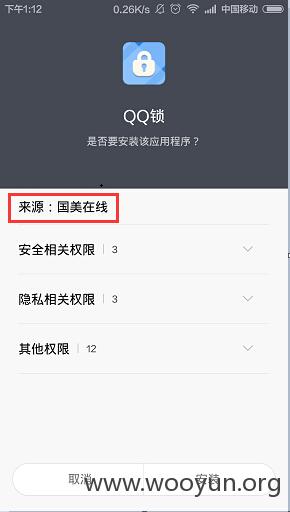 下午1:12 0.26K/s 中国移动
QQ锁
是否要安装该应用程序？
来源：国美在线
安全相关权限 | 3
隐私相关权限 | 3
其他权限 | 12
取消 安装
www.wooyun.org